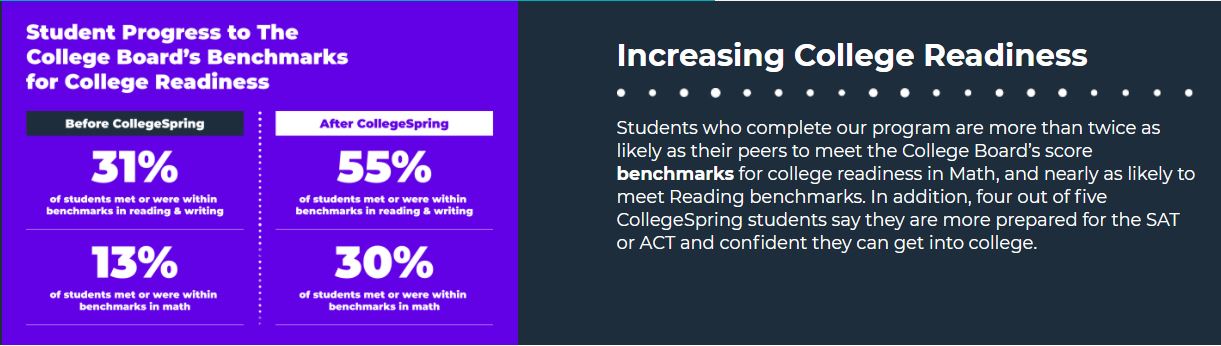 Student Progress to The
College Board's Benchmarks
for College Readiness
Before CollegeSpring
31%
of students met or were within
benchmarks in reading & writing
13%
of students met or were within
benchmarks in math
After CollegeSpring
55%
of students met or were within
benchmarks in reading & writing
30%
of students met or were within
benchmarks in math
Increasing College Readiness
Students who complete our program are more than twice as
likely as their peers to meet the College Board's score
benchmarks for college readiness in Math, and nearly as likely to
meet Reading benchmarks. In addition, four out of five
CollegeSpring students say they are more prepared for the SAT
or ACT and confident they can get into college.